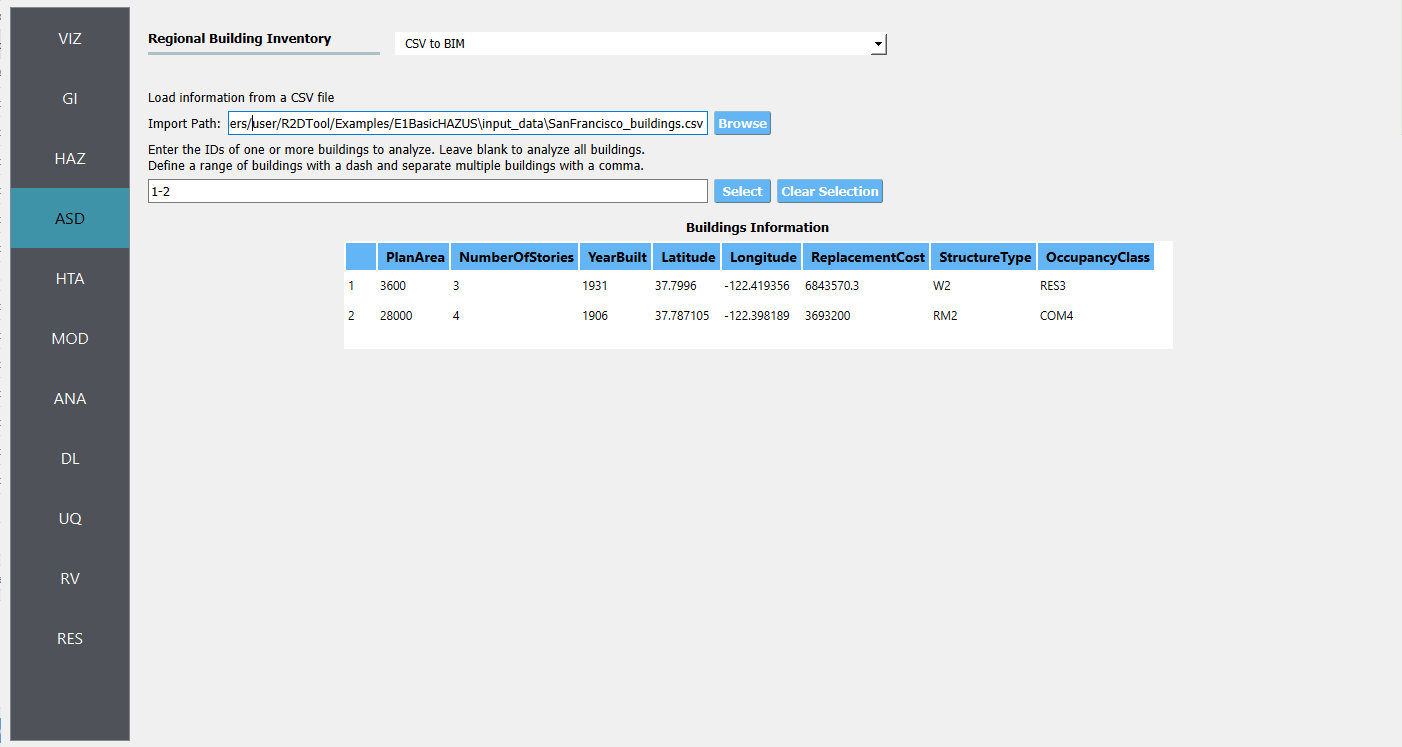 VIZ
GI
HAZ
ASD
HTA
MOD
ANA
DL
UQ
RV
RES
Regional Building Inventory CSV to BIM
Load information from a CSV file
Import Path: ers/user/R2DTool/Examples/E1BasicHAZUS\input_data\SanFrancisco_buildings.csv Browse
Enter the IDs of one or more buildings to analyze. Leave blank to analyze all buildings.
Define a range of buildings with a dash and separate multiple buildings with a comma.
1-2 Select Clear Selection
Buildings Information
PlanArea NumberOfStories YearBuilt Latitude Longitude ReplacementCost StructureType OccupancyClass
1 3600 3 1931 37.7996 -122.419356 6843570.3 W2 RES3
2 28000 4 1906 37.787105 -122.398189 3693200 RM2 COM4